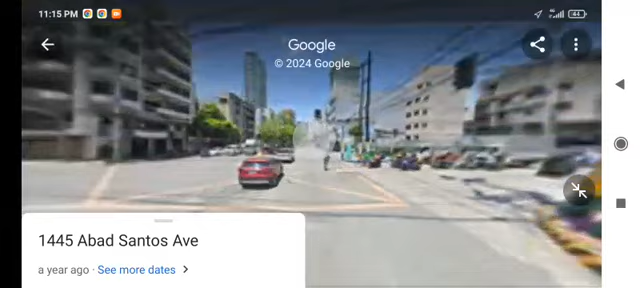 11:15 PM
44
Google
© 2024 Google
1445 Abad Santos Ave
a year ago · See more dates